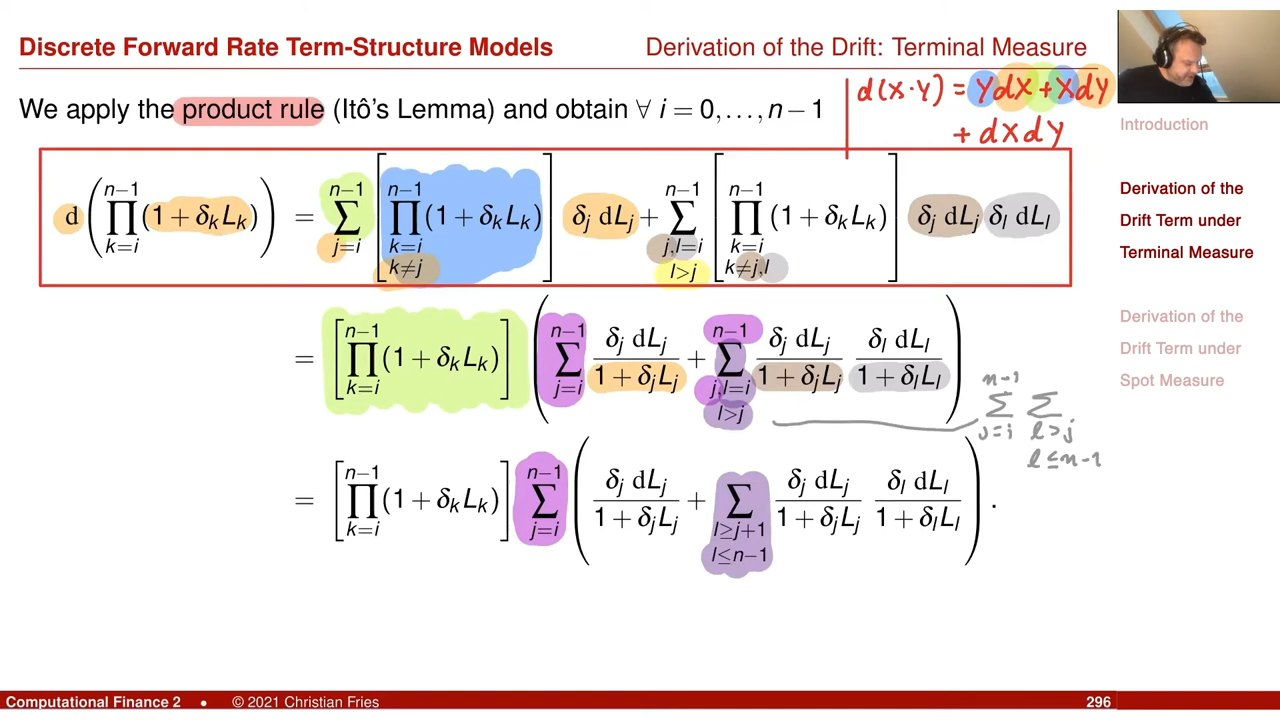 Discrete Forward Rate Term-Structure Models
Derivation of the Drift: Terminal Measure
We apply the product rule (Itô's Lemma) and obtain ∀ i = 0,…,n−1
d(X·Y) = YdX + XdY
+ dXdY
d(∏_{k=i}^{n−1}(1+δ_k L_k)) = ∑_{j=i}^{n−1} [∏_{k=i, k≠j}^{n−1}(1+δ_k L_k)] δ_j dL_j + ∑_{j,l=i, l>j}^{n−1} [∏_{k=i, k≠j,l}^{n−1}(1+δ_k L_k)] δ_j dL_j δ_l dL_l
= [∏_{k=i}^{n−1}(1+δ_k L_k)] (∑_{j=i}^{n−1} δ_j dL_j / (1+δ_j L_j) + ∑_{j,l=i, l>j}^{n−1} δ_j dL_j / (1+δ_j L_j) δ_l dL_l / (1+δ_l L_l))
n−1
∑ ∑
j=i l>j
l≤n−1
= [∏_{k=i}^{n−1}(1+δ_k L_k)] ∑_{j=i}^{n−1} (δ_j dL_j / (1+δ_j L_j) + ∑_{l≥j+1, l≤n−1} δ_j dL_j / (1+δ_j L_j) δ_l dL_l / (1+δ_l L_l)).
Introduction
Derivation of the
Drift Term under
Terminal Measure
Derivation of the
Drift Term under
Spot Measure
Computational Finance 2 • © 2021 Christian Fries 296